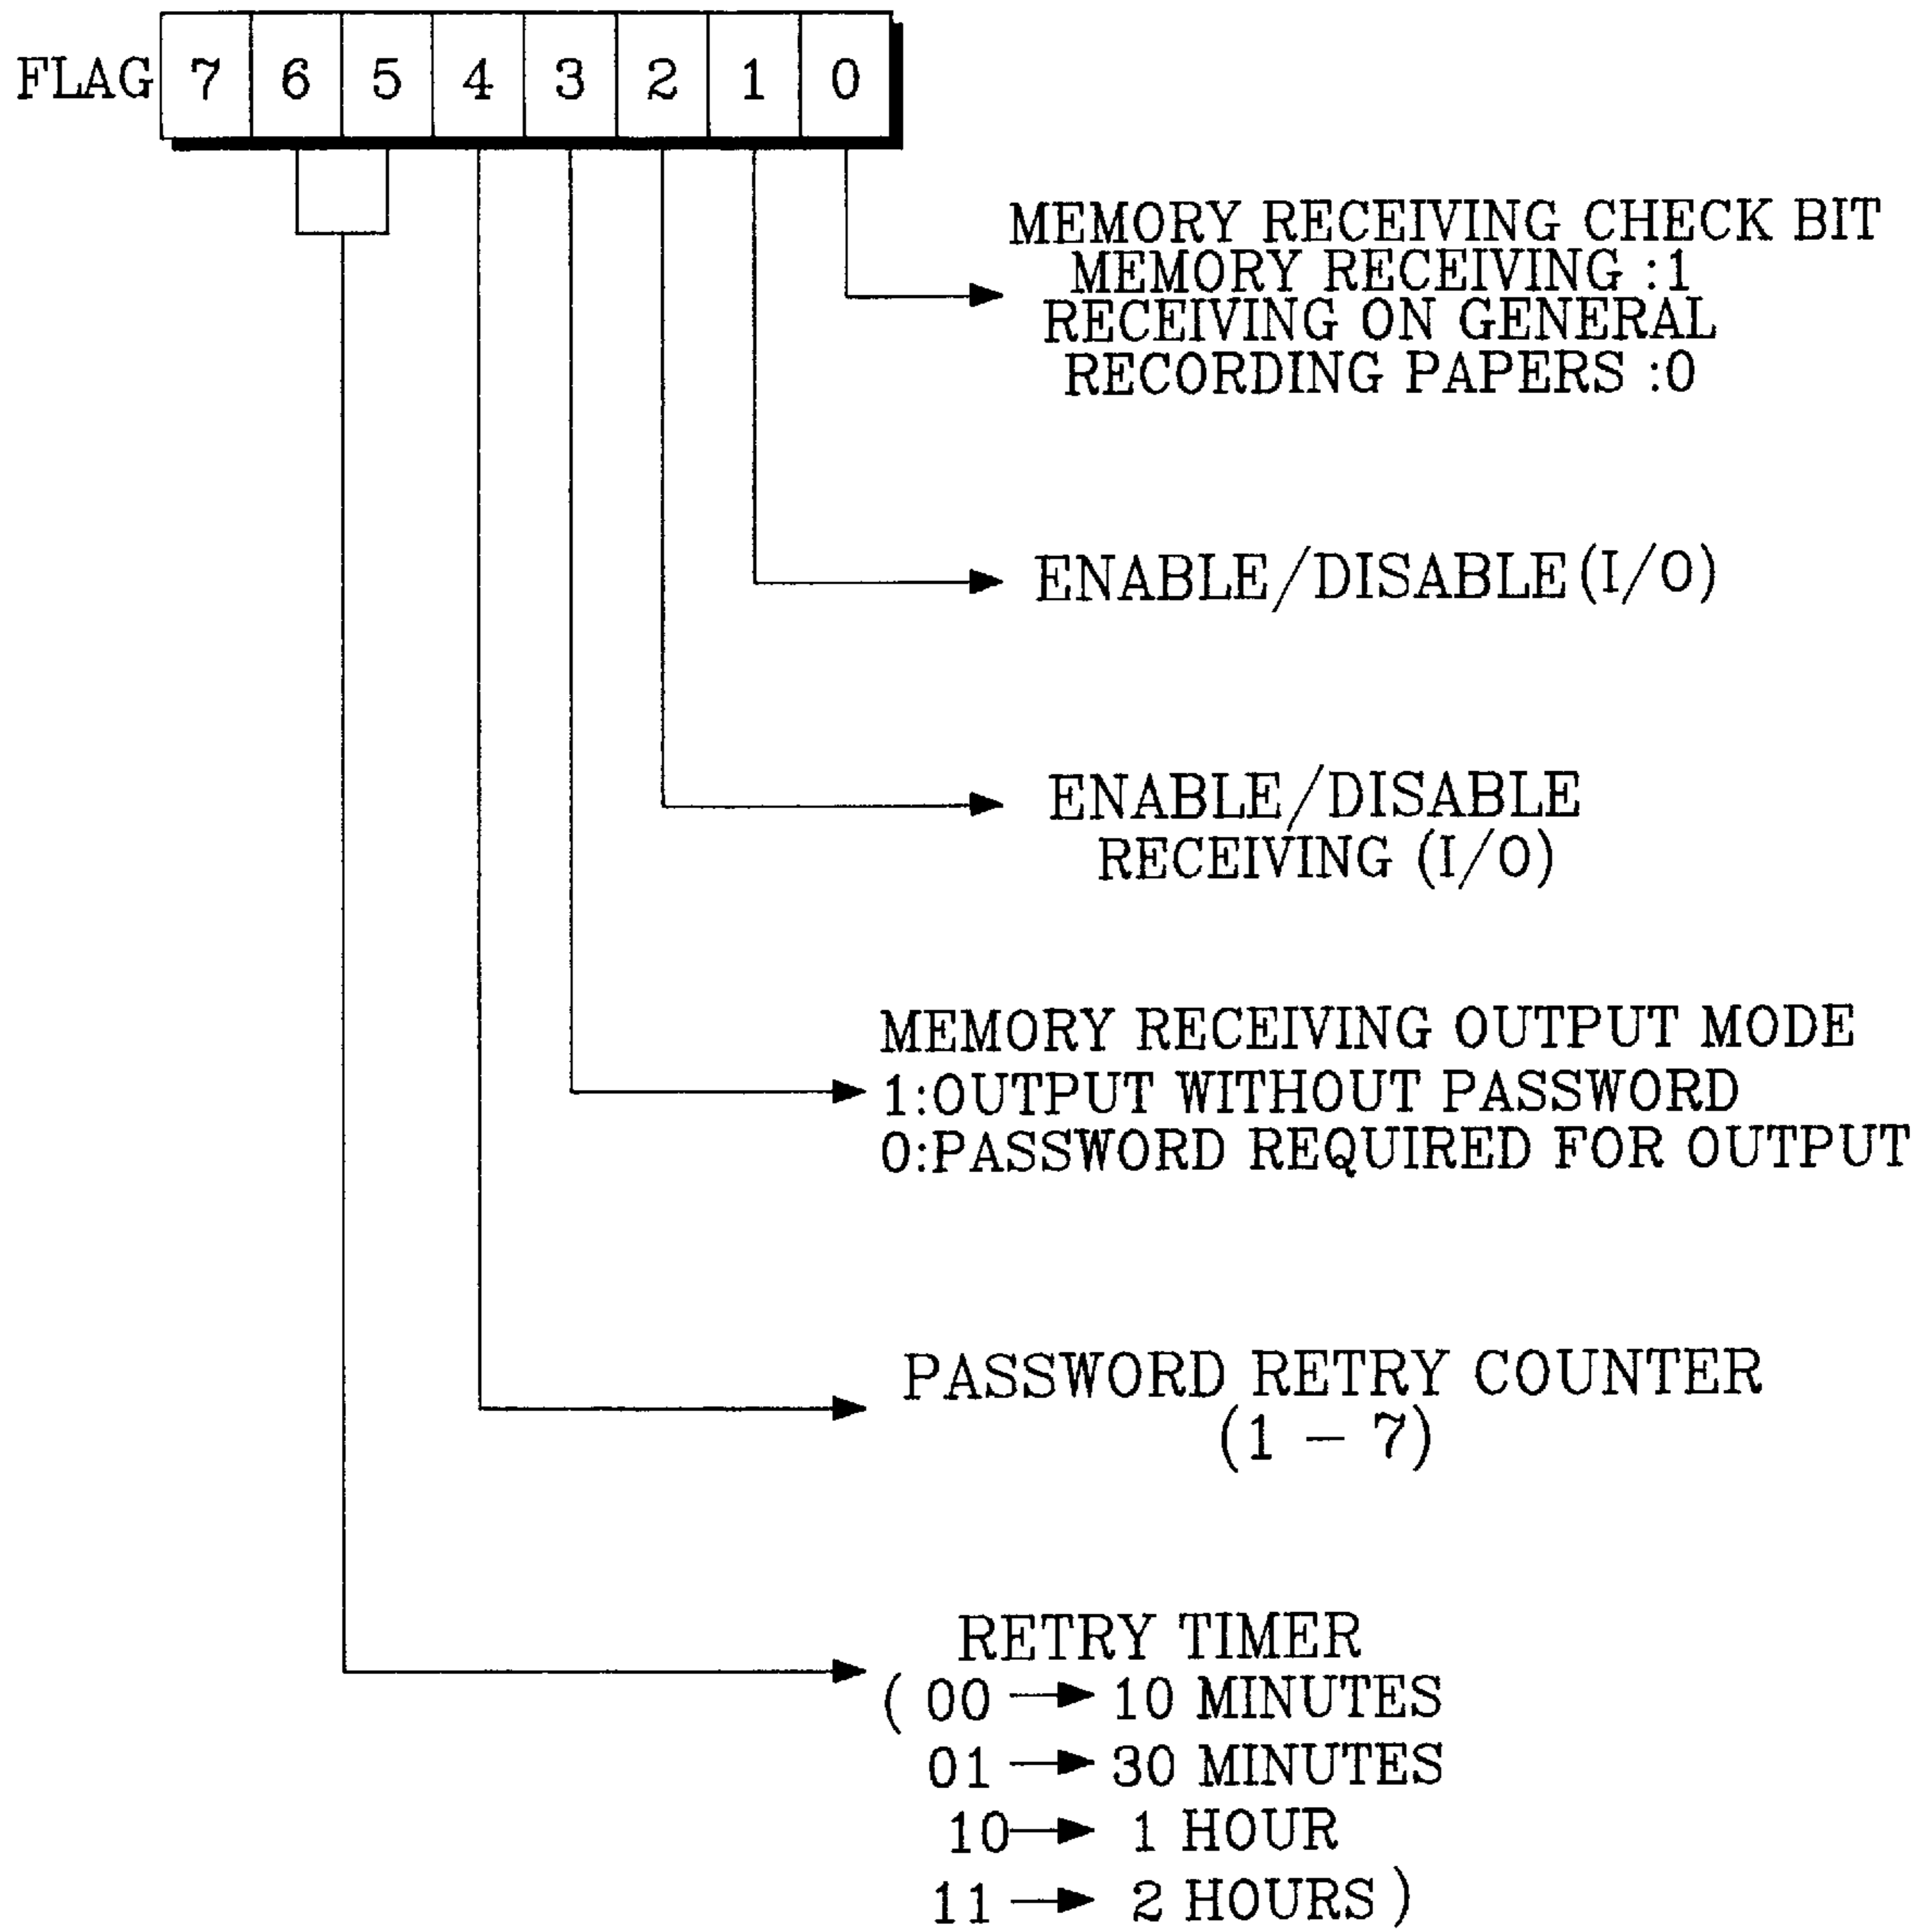 FLAG 7 6 5 4 3 2 1 0
MEMORY RECEIVING CHECK BIT
MEMORY RECEIVING :1
RECEIVING ON GENERAL
RECORDING PAPERS :0
ENABLE/DISABLE(I/O)
ENABLE/DISABLE
RECEIVING (I/O)
MEMORY RECEIVING OUTPUT MODE
1:OUTPUT WITHOUT PASSWORD
0:PASSWORD REQUIRED FOR OUTPUT
PASSWORD RETRY COUNTER
(1 – 7)
RETRY TIMER
( 00 → 10 MINUTES
01 → 30 MINUTES
10 → 1 HOUR
11 → 2 HOURS )